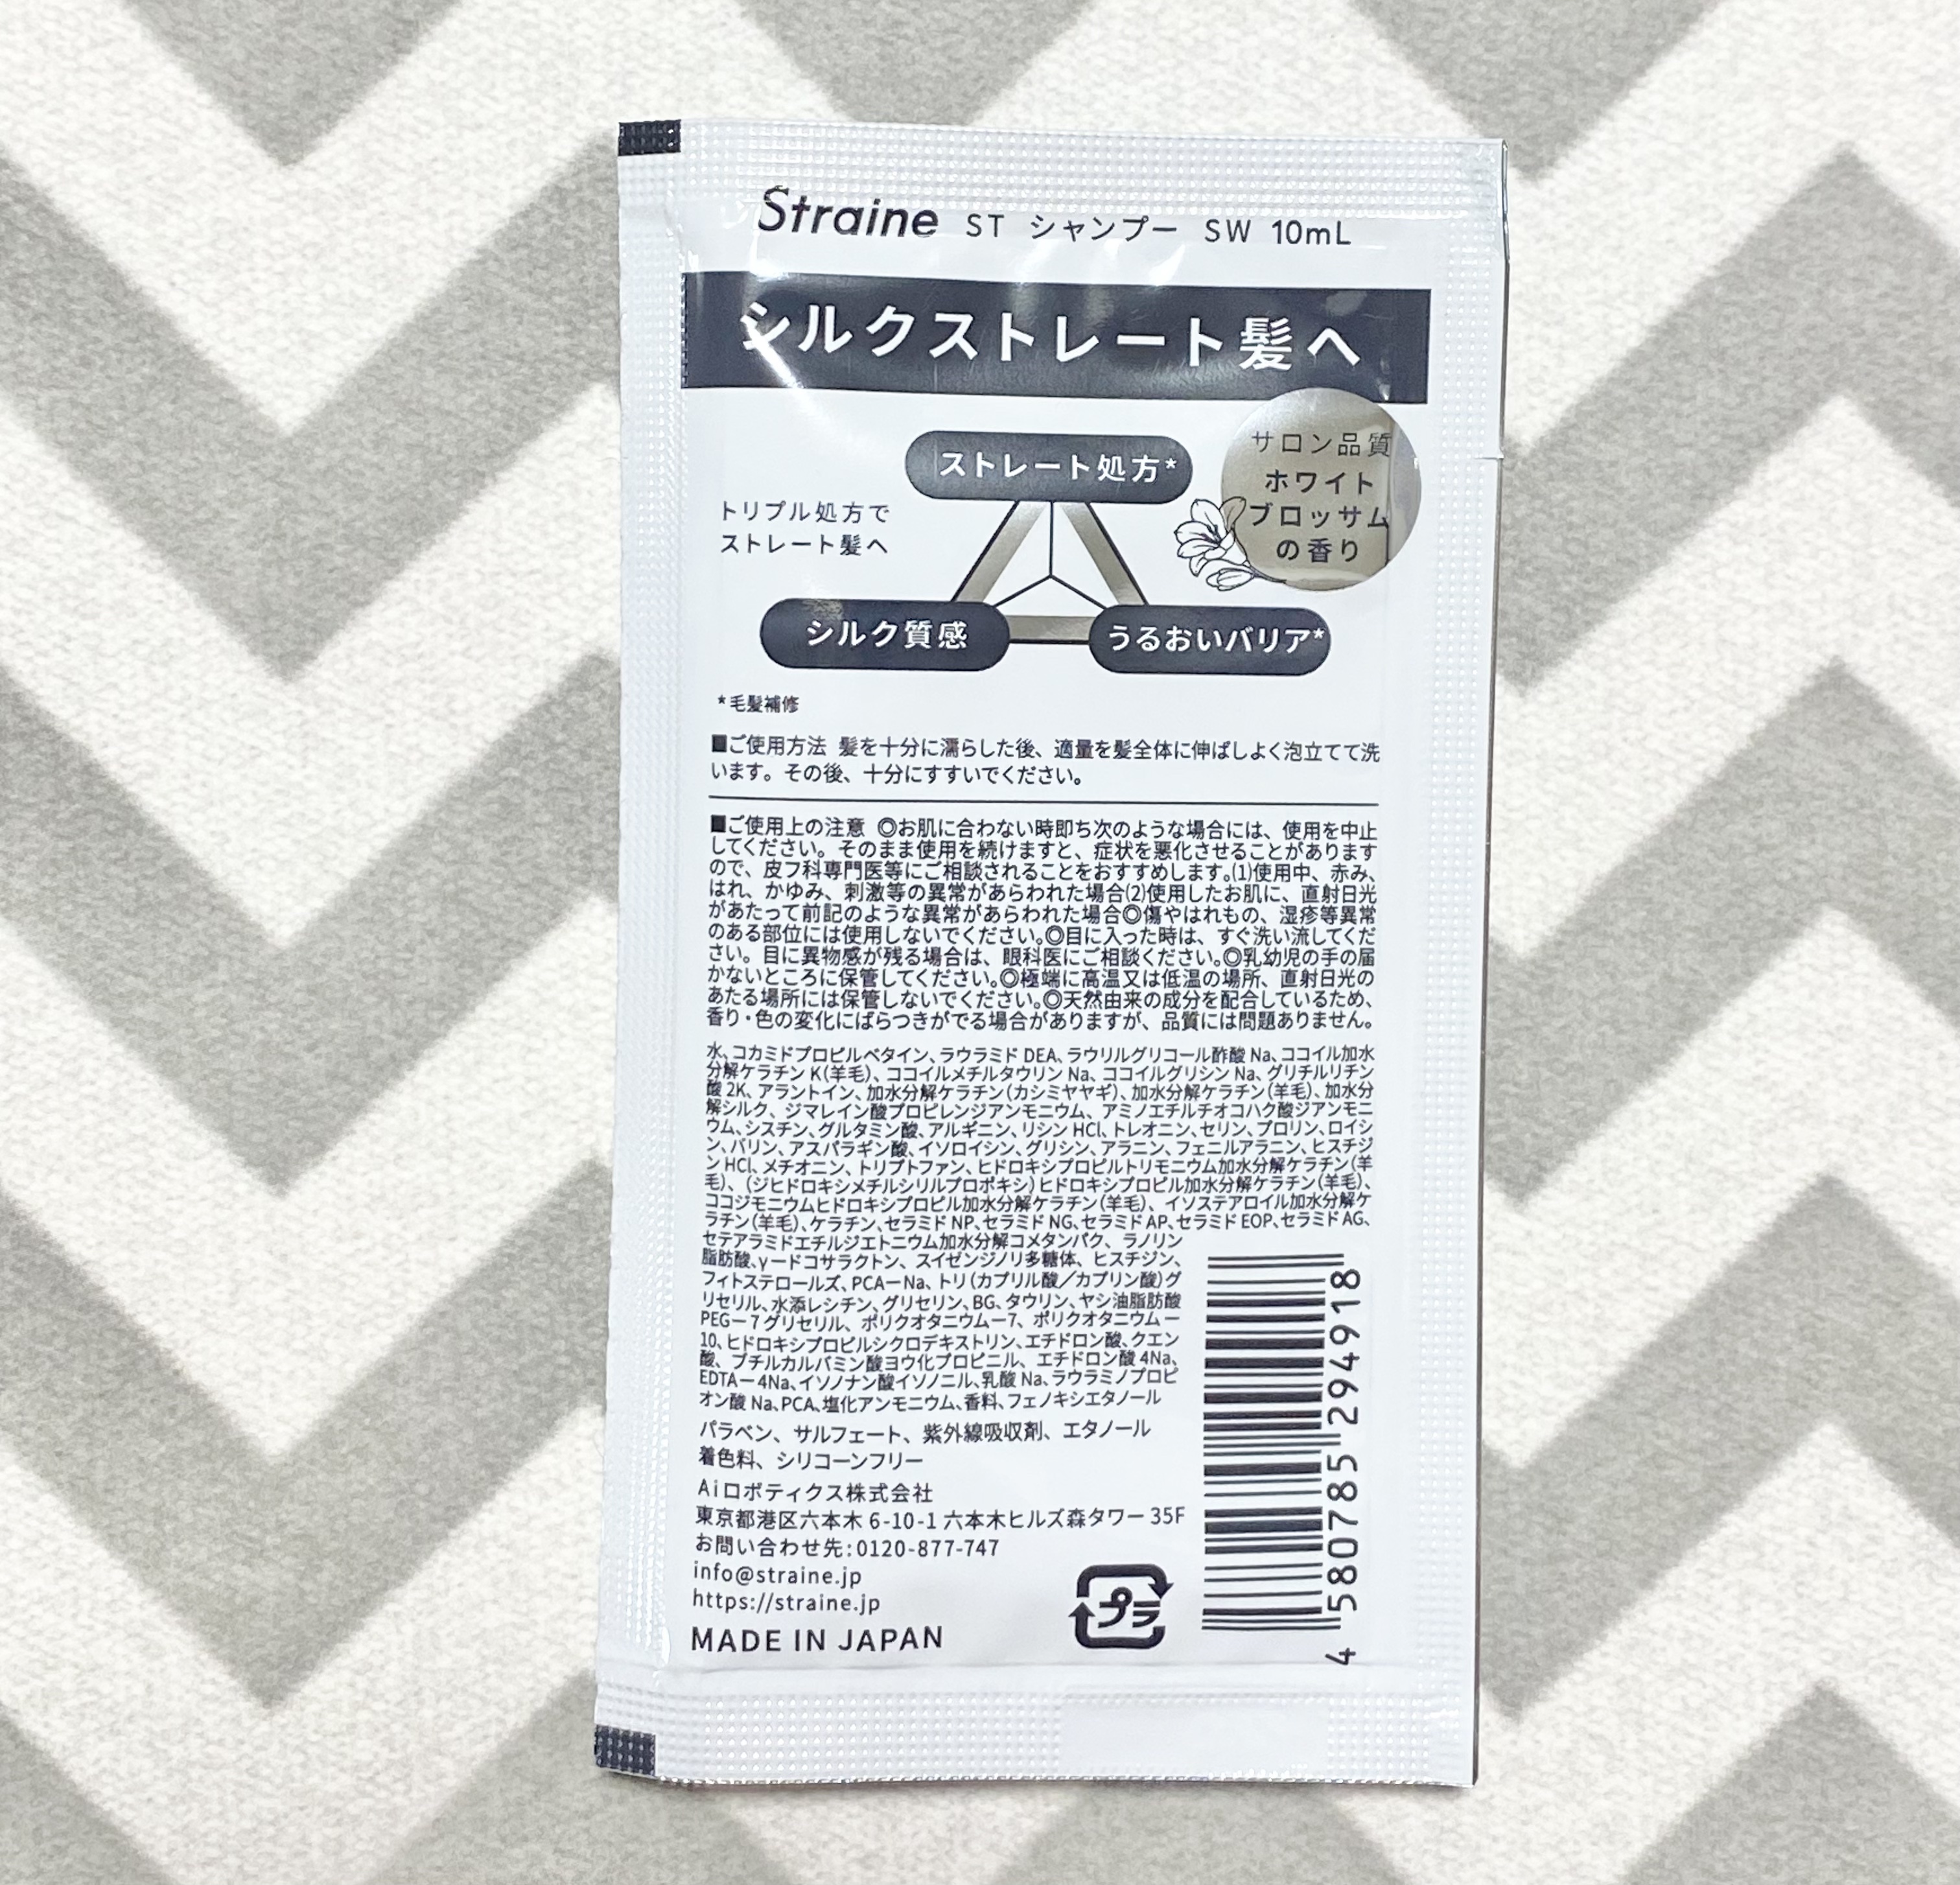 Straine ST シャンプー SW 10mL
シルクストレート髪へ
サロン品質
ホワイト
ブロッサム
の香り
ストレート処方*
トリプル処方で
ストレート髪へ
シルク質感
うるおいバリア*
*毛髪補修
■ご使用方法 髪を十分に濡らした後、適量を髪全体に伸ばしよく泡立てて洗
います。その後、十分にすすいでください。
■ご使用上の注意 ◎お肌に合わない時即ち次のような場合には、使用を中止
してください。そのまま使用を続けますと、症状を悪化させることがあります
ので、皮フ科専門医等にご相談されることをおすすめします。(1)使用中、赤み、
はれ、かゆみ、刺激等の異常があらわれた場合(2)使用したお肌に、直射日光
があたって前記のような異常があらわれた場合◎傷やはれもの、湿疹等異常
のある部位には使用しないでください。◎目に入った時は、すぐ洗い流してくだ
さい。目に異物感が残る場合は、眼科医にご相談ください。◎乳幼児の手の届
かないところに保管してください。◎極端に高温又は低温の場所、直射日光の
あたる場所には保管しないでください。◎天然由来の成分を配合しているため、
香り・色の変化にばらつきがでる場合がありますが、品質には問題ありません。
水、コカミドプロピルベタイン、ラウラミド DEA、ラウリルグリコール酢酸 Na、ココイル加水
分解ケラチン K(羊毛)、ココイルメチルタウリン Na、ココイルグリシン Na、グリチルリチン
酸 2K、アラントイン、加水分解ケラチン(カシミヤヤギ)、加水分解ケラチン(羊毛)、加水分
解シルク、ジマレイン酸プロピレンジアンモニウム、アミノエチルチオコハク酸ジアンモニ
ウム、シスチン、グルタミン酸、アルギニン、リシン HCl、トレオニン、セリン、プロリン、ロイシ
ン、バリン、アスパラギン酸、イソロイシン、グリシン、アラニン、フェニルアラニン、ヒスチジ
ン HCl、メチオニン、トリプトファン、ヒドロキシプロピルトリモニウム加水分解ケラチン(羊
毛)、(ジヒドロキシメチルシリルプロポキシ)ヒドロキシプロピル加水分解ケラチン(羊毛)、
ココジモニウムヒドロキシプロピル加水分解ケラチン(羊毛)、イソステアロイル加水分解ケ
ラチン(羊毛)、ケラチン、セラミド NP、セラミド NG、セラミド AP、セラミド EOP、セラミド AG、
セテアラミドエチルジエトニウム加水分解コメタンパク、ラノリン
脂肪酸、γードコサラクトン、スイゼンジノリ多糖体、ヒスチジン、
フィトステロールズ、PCAーNa、トリ(カプリル酸／カプリン酸)グ
リセリル、水添レシチン、グリセリン、BG、タウリン、ヤシ油脂肪酸
PEGー7グリセリル、ポリクオタニウムー7、ポリクオタニウムー
10、ヒドロキシプロピルシクロデキストリン、エチドロン酸、クエン
酸、ブチルカルバミン酸ヨウ化プロピニル、エチドロン酸 4Na、
EDTAー4Na、イソノナン酸イソノニル、乳酸 Na、ラウラミノプロピ
オン酸 Na、PCA、塩化アンモニウム、香料、フェノキシエタノール
パラベン、サルフェート、紫外線吸収剤、エタノール
着色料、シリコーンフリー
Aiロボティクス株式会社
東京都港区六本木 6-10-1 六本木ヒルズ森タワー 35F
お問い合わせ先:0120-877-747
info@straine.jp
https://straine.jp
MADE IN JAPAN
プラ
4 580785 294918